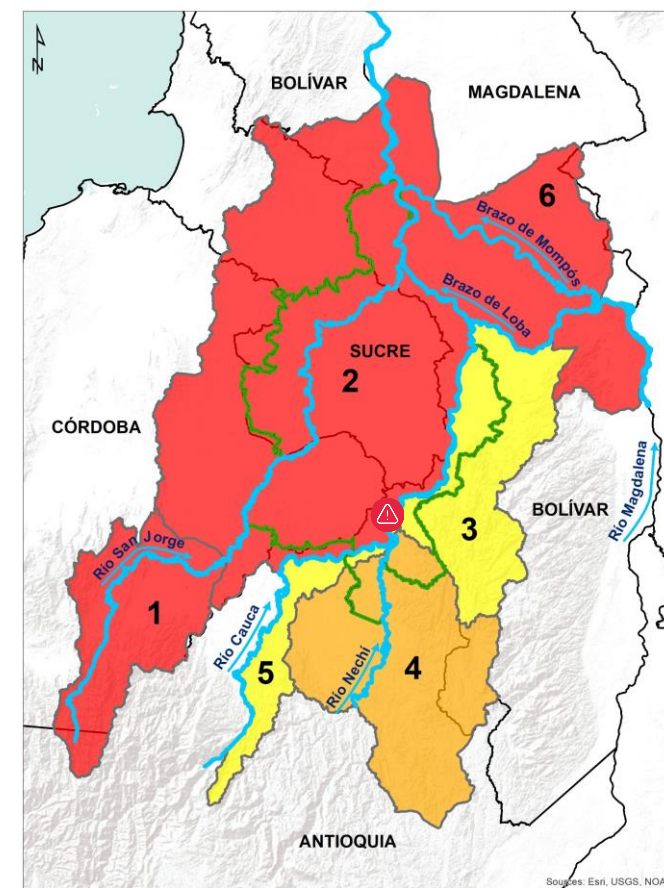 N
BOLÍVAR
MAGDALENA
6
Brazo de Mompós
Brazo de Loba
SUCRE
2
CÓRDOBA
BOLÍVAR
Río Magdalena
3
Río San Jorge
1
Río Cauca
5
Río Nechí
4
ANTIOQUIA
Sources: Esri, USGS, NOA